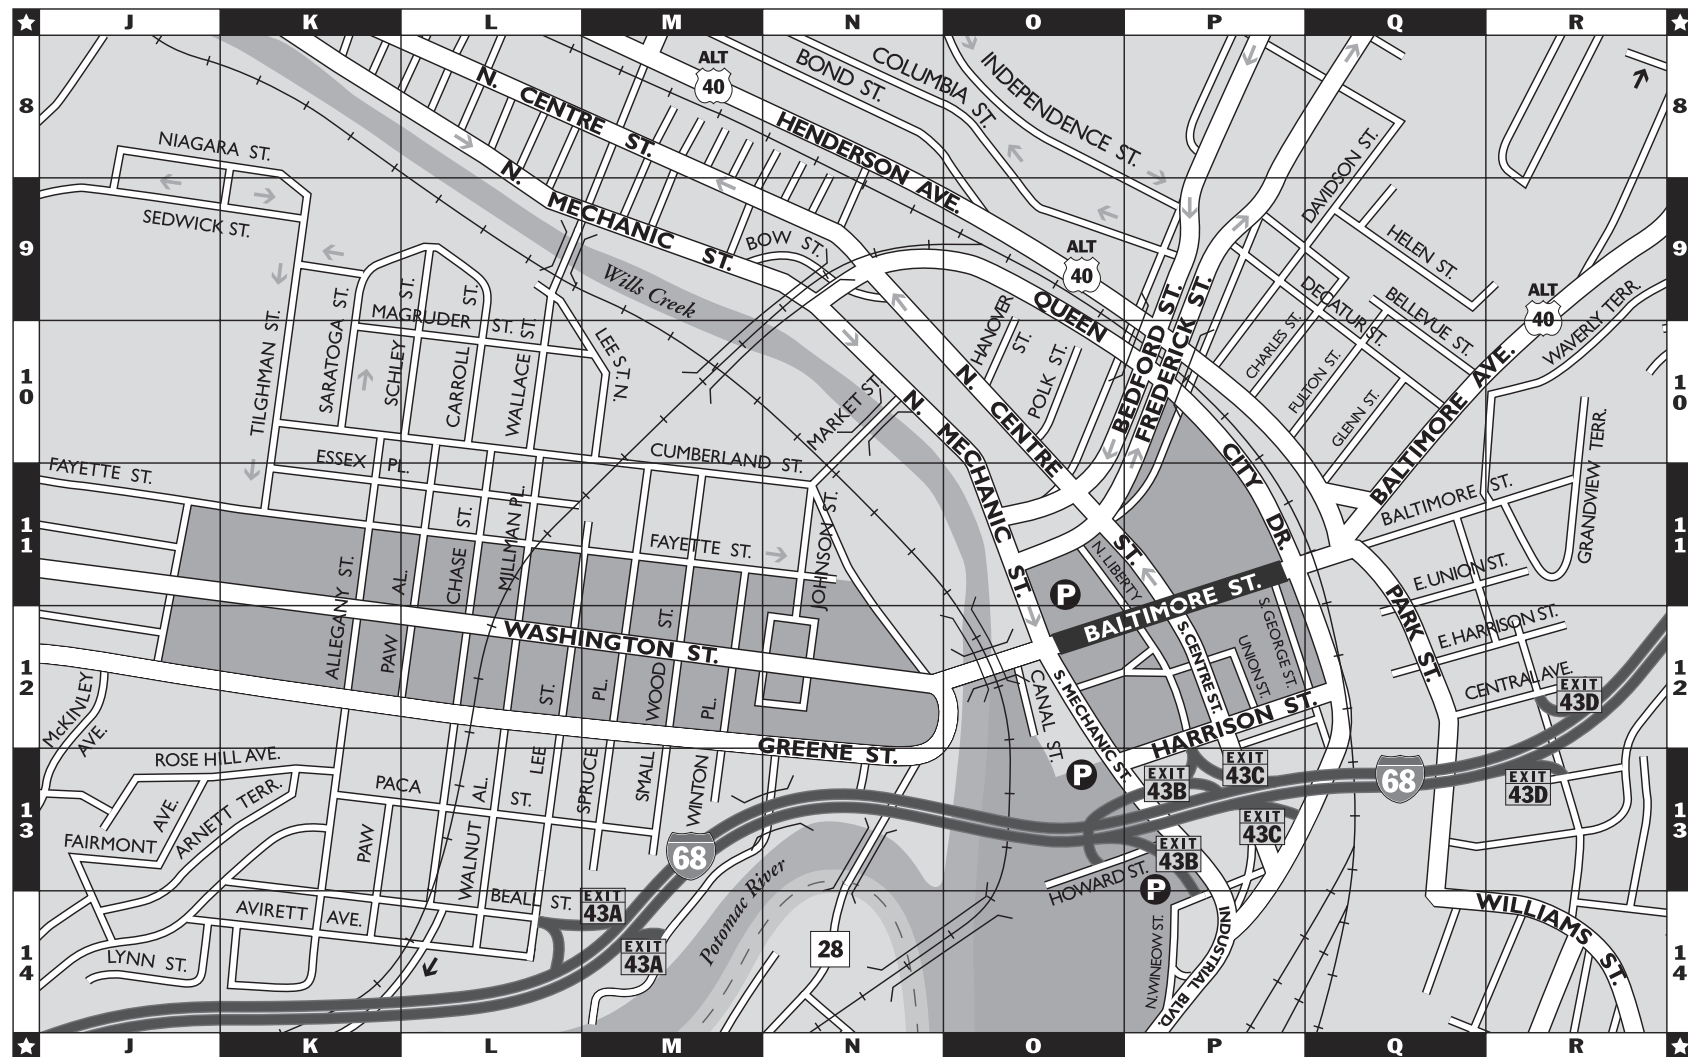 J K L M N O P Q R
8
9
10
11
12
13
14
8
9
10
11
12
13
14
NIAGARA ST.
SEDWICK ST.
N. CENTRE ST.
N. MECHANIC ST.
ALT
40
HENDERSON AVE.
BOND ST.
COLUMBIA ST.
INDEPENDENCE ST.
DAVIDSON ST.
HELEN ST.
BOW ST.
Wills Creek
ALT
40
QUEEN CITY DR.
BEDFORD ST.
FREDERICK ST.
DECATUR ST.
BELLEVUE ST.
ALT
40
WAVERLY TERR.
TILGHMAN ST.
SARATOGA ST.
SCHLEY ST.
MAGRUDER ST.
CARROLL ST.
WALLACE ST.
LEE ST. N.
HANOVER ST.
POLK ST.
N. CENTRE ST.
N. MECHANIC ST.
MARKET ST.
CHARLES ST.
FULTON ST.
GLENN ST.
BALTIMORE AVE.
BALTIMORE ST.
GRANDVIEW TERR.
ESSEX PL.
CUMBERLAND ST.
FAYETTE ST.
FAYETTE ST.
JOHNSON ST.
ALLEGANY ST.
PAW PAW AL.
CHASE ST.
MILLMAN PL.
N. LIBERTY
P
BALTIMORE ST.
S. GEORGE ST.
S. CENTRE ST.
UNION ST.
E. UNION ST.
E. HARRISON ST.
PARK ST.
CENTRAL AVE.
EXIT
43D
WASHINGTON ST.
GREENE ST.
LEE ST.
SPRUCE PL.
SMALLWOOD ST.
WINTON PL.
CANAL ST.
S. MECHANIC ST.
HARRISON ST.
McKINLEY AVE.
ROSE HILL AVE.
PACA ST.
WALNUT AL.
FAIRMONT AVE.
ARNETT TERR.
68
P
EXIT
43B
EXIT
43C
68
EXIT
43D
EXIT
43C
EXIT
43B
HOWARD ST.
P
Potomac River
BEALL ST.
EXIT
43A
EXIT
43A
AVIRETT AVE.
LYNN ST.
28
N. WINEOW ST.
INDUSTRIAL BLVD.
WILLIAMS ST.
J K L M N O P Q R